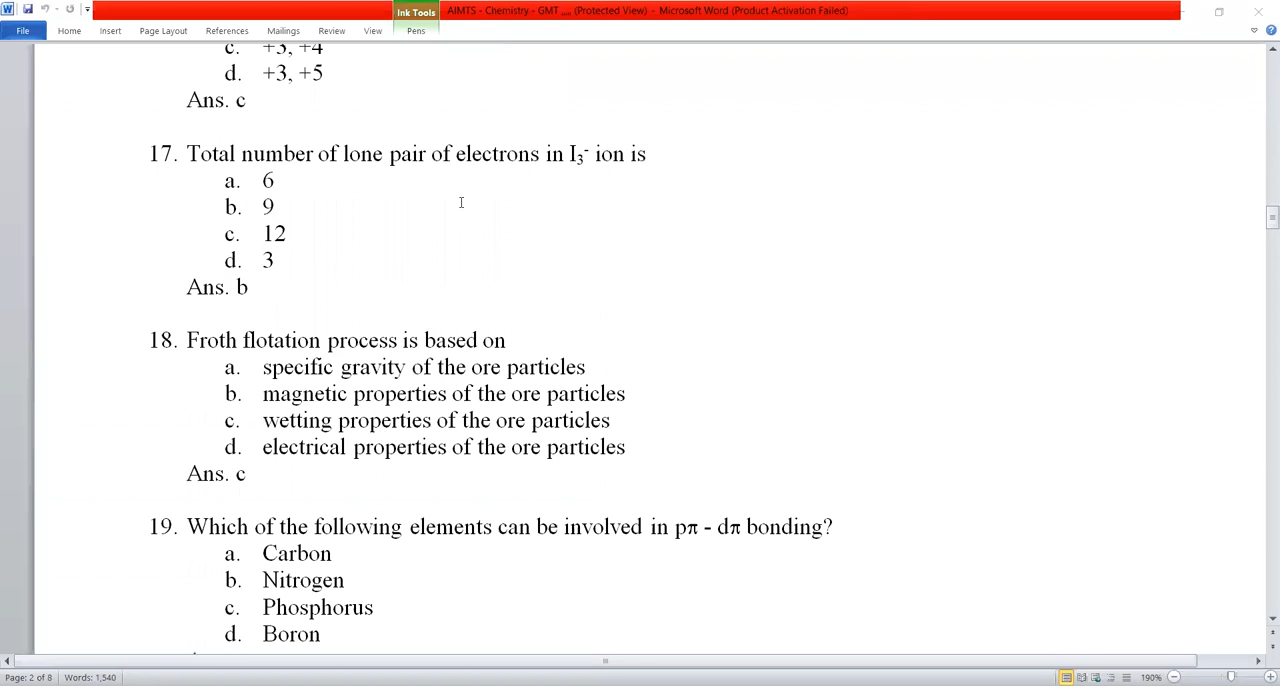 Ink Tools
AIMTS - Chemistry - GMT (Protected View) - Microsoft Word (Product Activation Failed)
File Home Insert Page Layout References Mailings Review View Pens
c. +3, +4
d. +3, +5
Ans. c
17. Total number of lone pair of electrons in I3- ion is
a. 6
b. 9
c. 12
d. 3
Ans. b
18. Froth flotation process is based on
a. specific gravity of the ore particles
b. magnetic properties of the ore particles
c. wetting properties of the ore particles
d. electrical properties of the ore particles
Ans. c
19. Which of the following elements can be involved in pπ - dπ bonding?
a. Carbon
b. Nitrogen
c. Phosphorus
d. Boron
Page: 2 of 8 Words: 1,540 190%